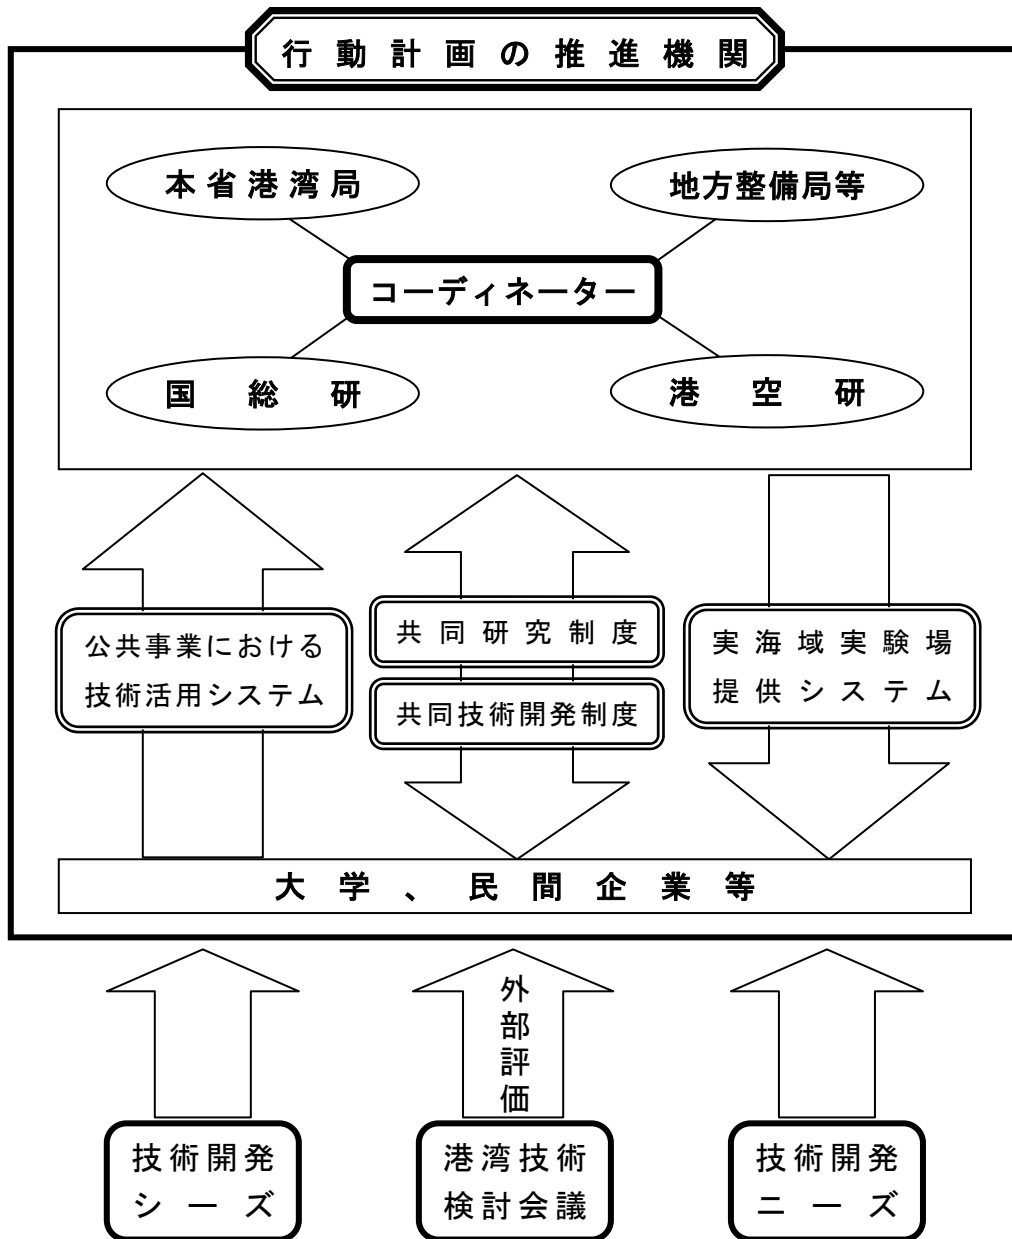 行動計画の推進機関
本省港湾局
地方整備局等
コーディネーター
国総研
港空研
公共事業における
技術活用システム
共同研究制度
共同技術開発制度
実海域実験場
提供システム
大学、民間企業等
外部評価
技術開発
シーズ
港湾技術
検討会議
技術開発
ニーズ